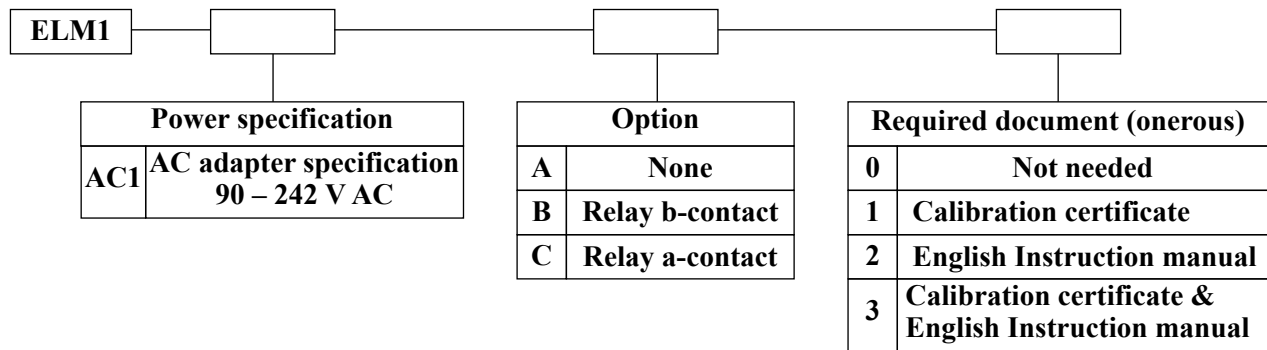 ELM1
Power specification
AC1
AC adapter specification
90 – 242 V AC
Option
A None
B Relay b-contact
C Relay a-contact
Required document (onerous)
0 Not needed
1 Calibration certificate
2 English Instruction manual
3 Calibration certificate &
English Instruction manual